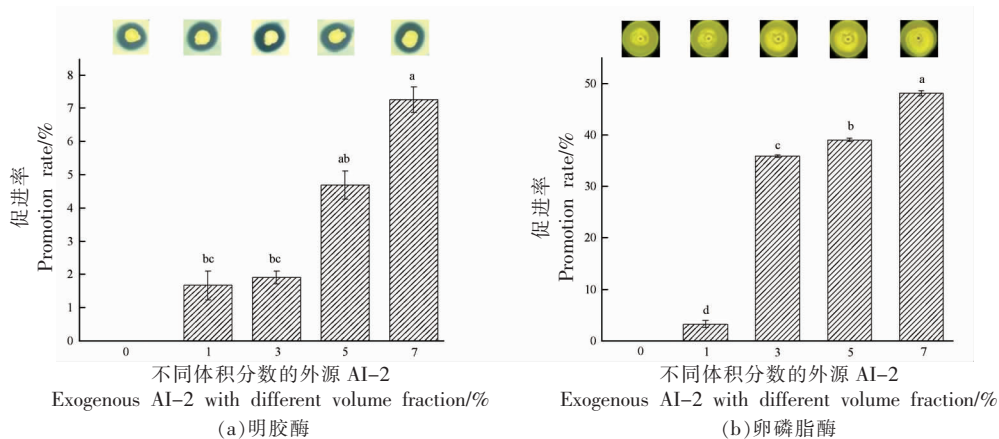 8
7
6
5
4
3
2
1
0
促进率
Promotion rate/%
bc
bc
ab
a
0 1 3 5 7
不同体积分数的外源 AI-2
Exogenous AI-2 with different volume fraction/%
(a)明胶酶
50
40
30
20
10
0
促进率
Promotion rate/%
d
c
b
a
0 1 3 5 7
不同体积分数的外源 AI-2
Exogenous AI-2 with different volume fraction/%
(b)卵磷脂酶